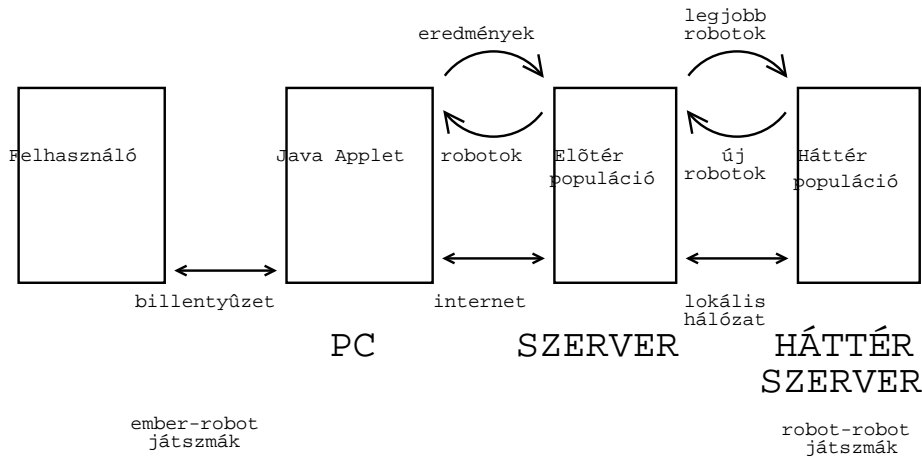 eredmények
legjobb
robotok
Felhasználó
Java Applet
robotok
Elõtér
populáció
új
robotok
Háttér
populáció
billentyûzet
internet
lokális
hálózat
PC
SZERVER
HÁTTÉR
SZERVER
ember-robot
játszmák
robot-robot
játszmák